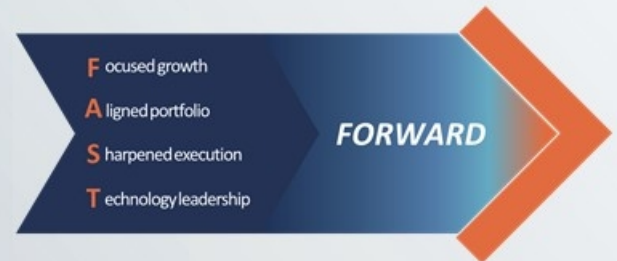 Focused growth
Aligned portfolio
Sharpened execution
Technology leadership
FORWARD